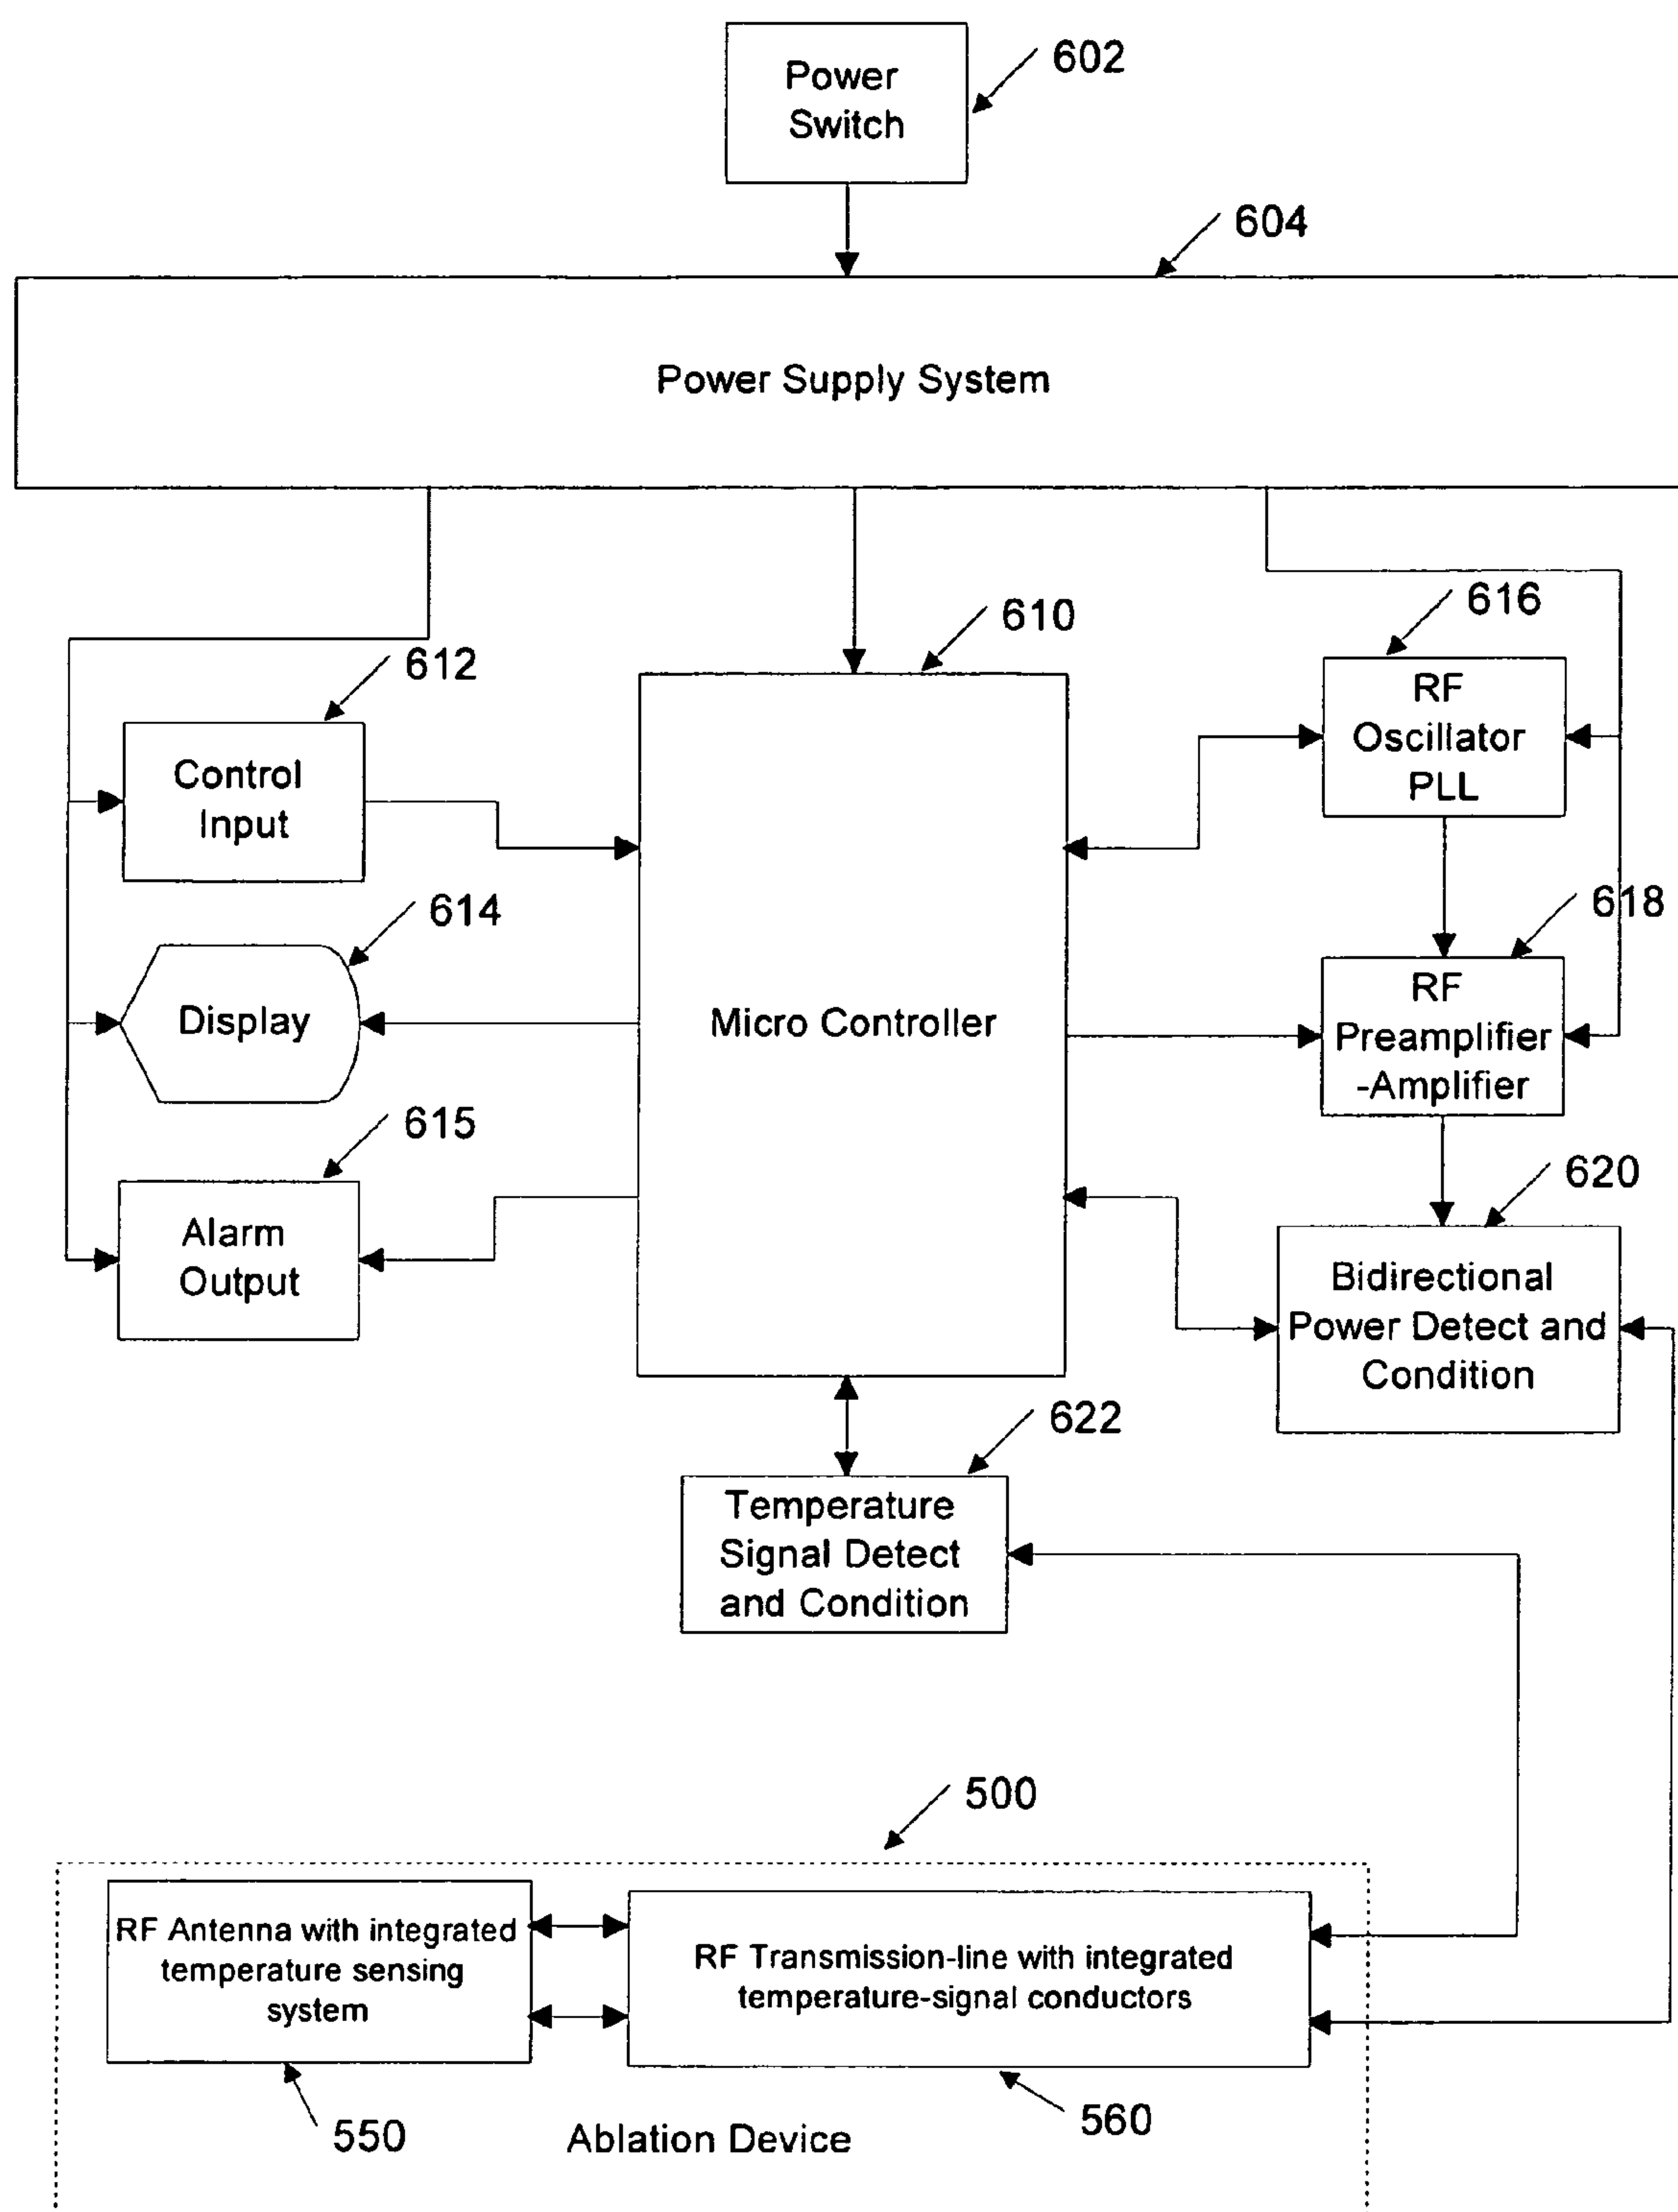 Power
Switch
602
604
Power Supply System
610
616
612
RF
Oscillator
PLL
Control
Input
614
618
Display
Micro Controller
RF
Preamplifier
-Amplifier
615
620
Alarm
Output
Bidirectional
Power Detect and
Condition
622
Temperature
Signal Detect
and Condition
500
RF Antenna with integrated
temperature sensing
system
RF Transmission-line with integrated
temperature-signal conductors
550
560
Ablation Device